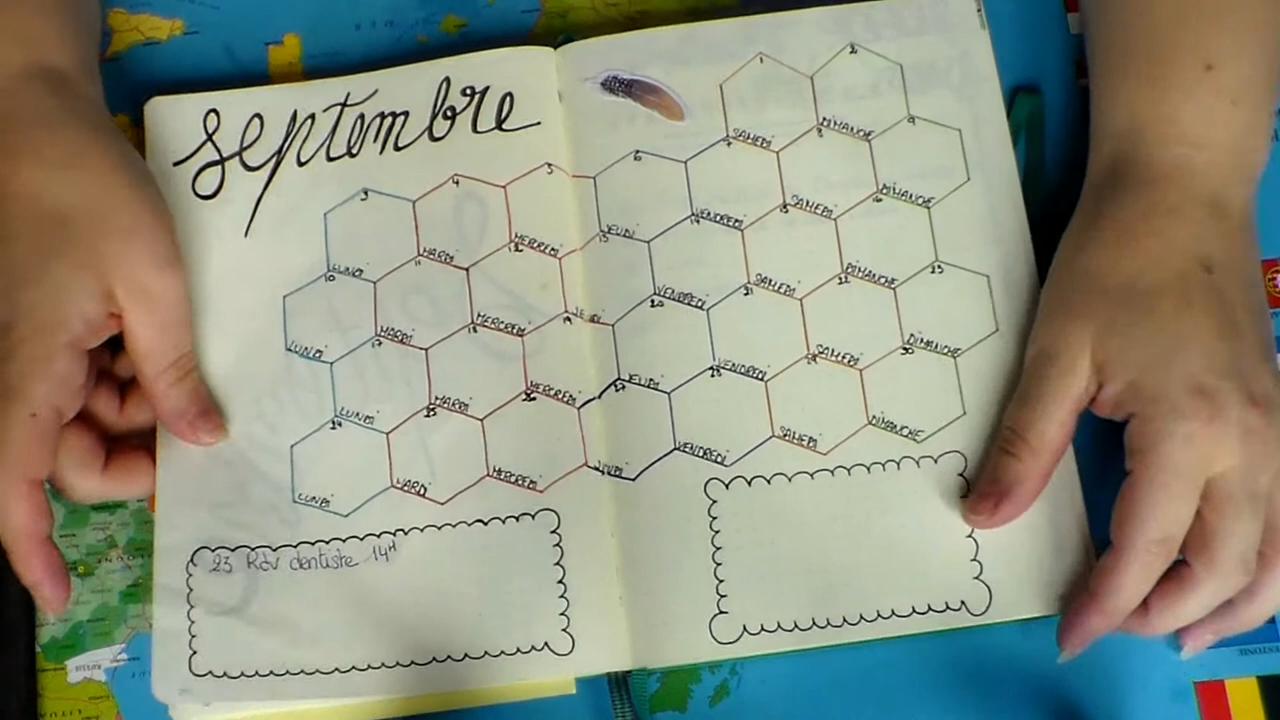 septembre
1 2
SAMEDI DIMANCHE
3 4 5 6 7 8 9
LUNDI MARDI MERCREDI JEUDI VENDREDI SAMEDI DIMANCHE
10 11 12 13 14 15 16
LUNDI MARDI MERCREDI JEUDI VENDREDI SAMEDI DIMANCHE
17 18 19 20 21 22 23
LUNDI MARDI MERCREDI JEUDI VENDREDI SAMEDI DIMANCHE
24 25 26 27 28 29 30
LUNDI MARDI MERCREDI JEUDI VENDREDI SAMEDI DIMANCHE
23 Rdv dentiste 14H